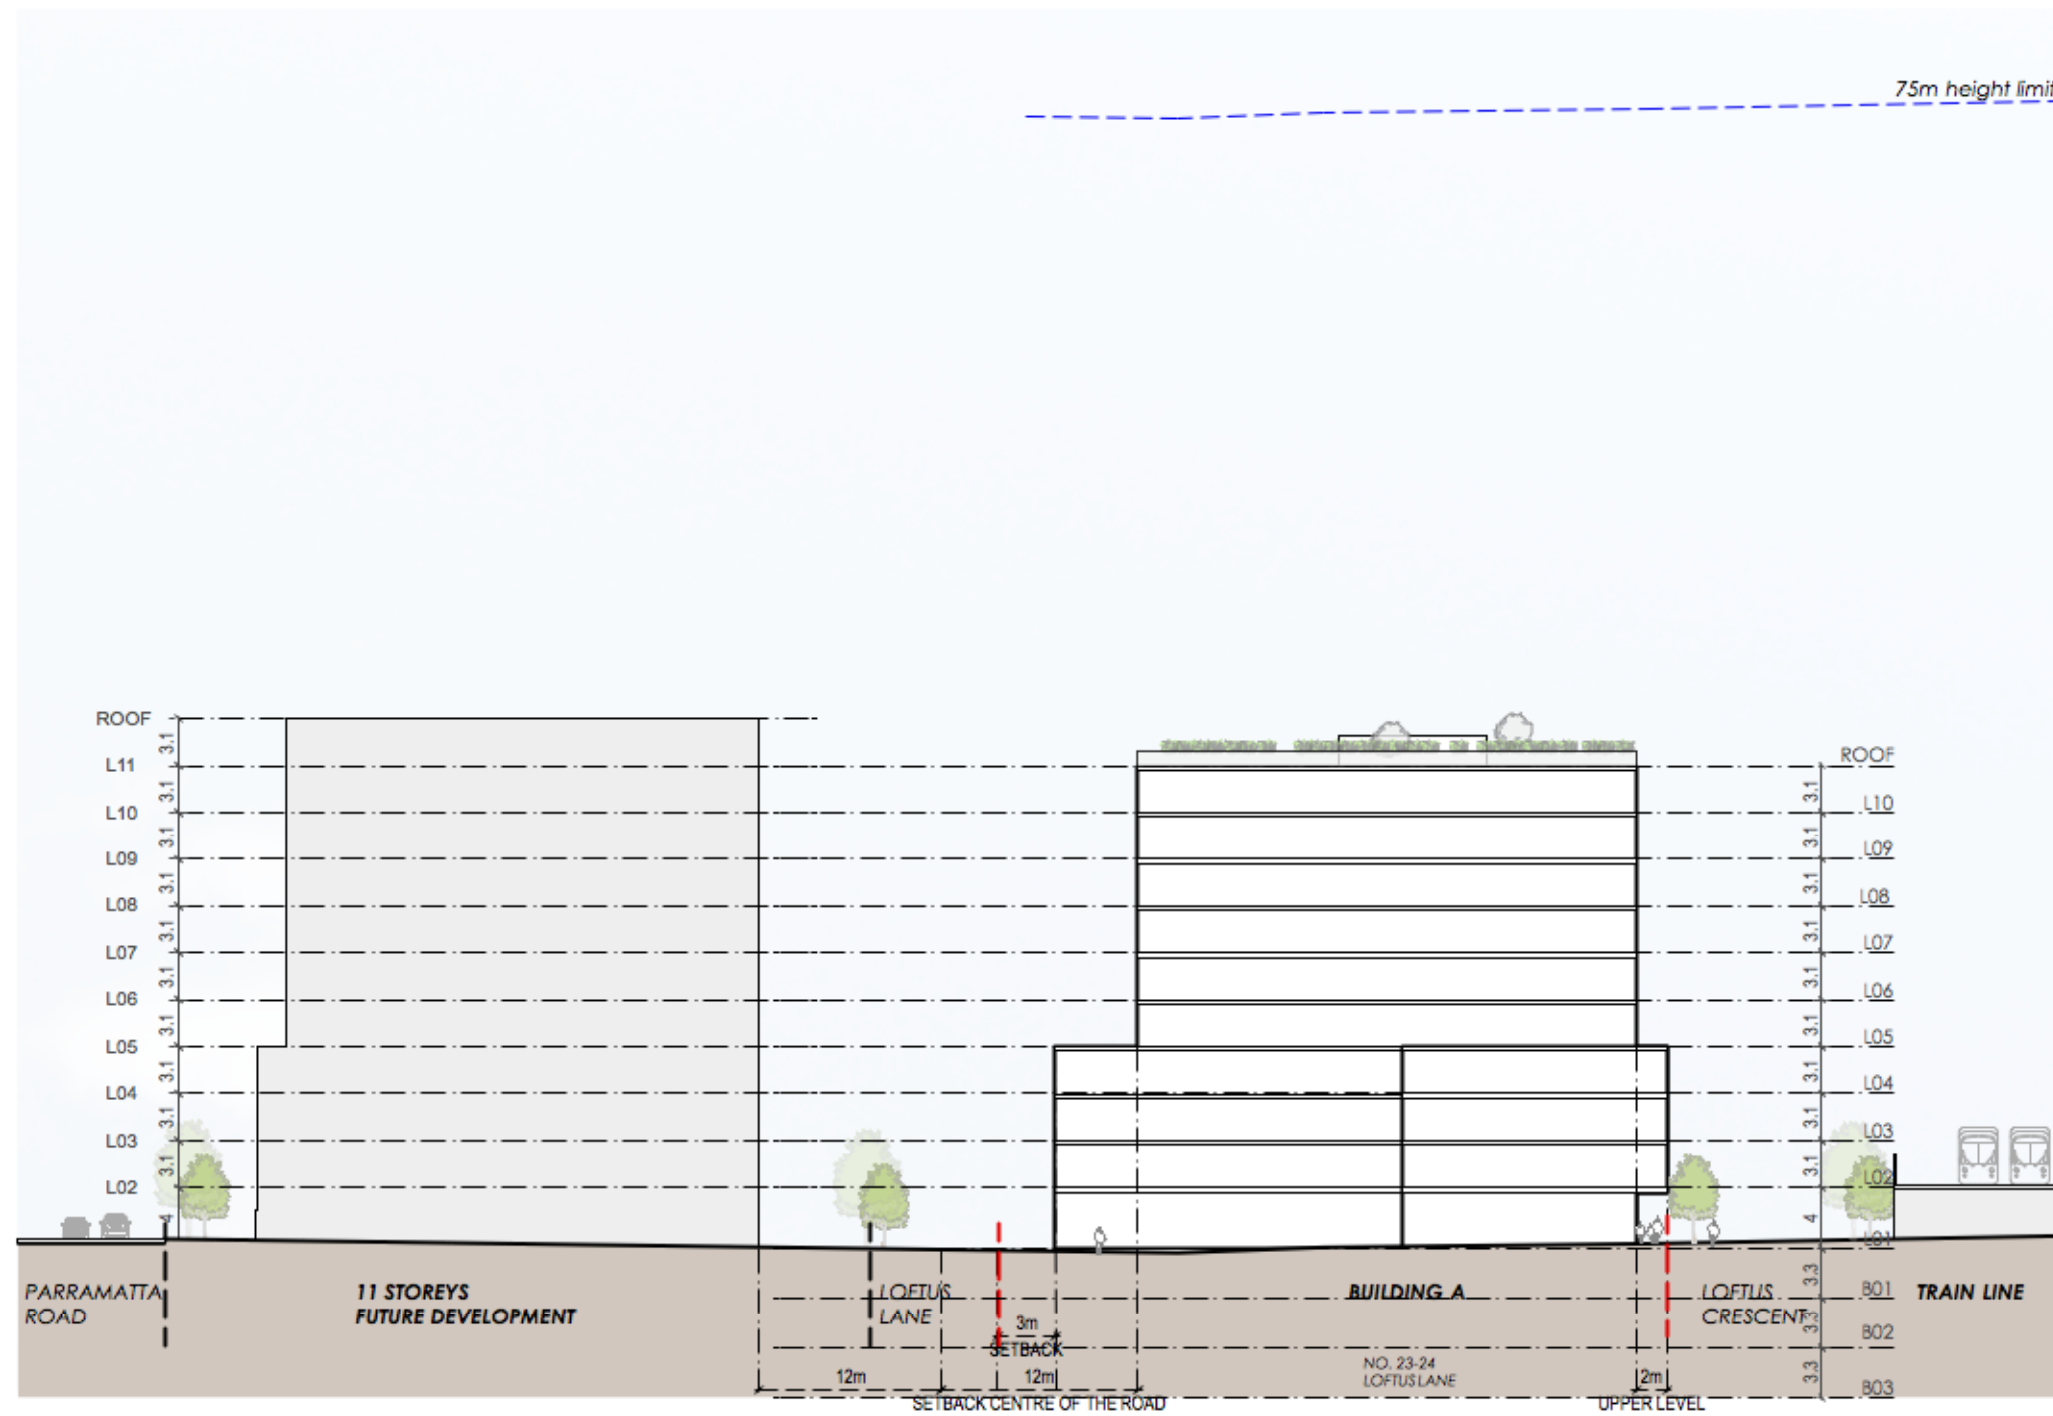 75m height limit
ROOF
3.1
L11
3.1
L10
3.1
L09
3.1
L08
3.1
L07
3.1
L06
3.1
L05
3.1
L04
3.1
L03
3.1
L02
4
ROOF
3.1
L10
3.1
L09
3.1
L08
3.1
L07
3.1
L06
3.1
L05
3.1
L04
3.1
L03
3.1
L02
4
L01
3.3
B01
3.3
B02
3.3
B03
PARRAMATTA
ROAD
11 STOREYS
FUTURE DEVELOPMENT
LOFTUS
LANE
BUILDING A
LOFTUS
CRESCENT
TRAIN LINE
3m
SETBACK
NO. 23-24
LOFTUS LANE
12m
12m
2m
SETBACK CENTRE OF THE ROAD
UPPER LEVEL